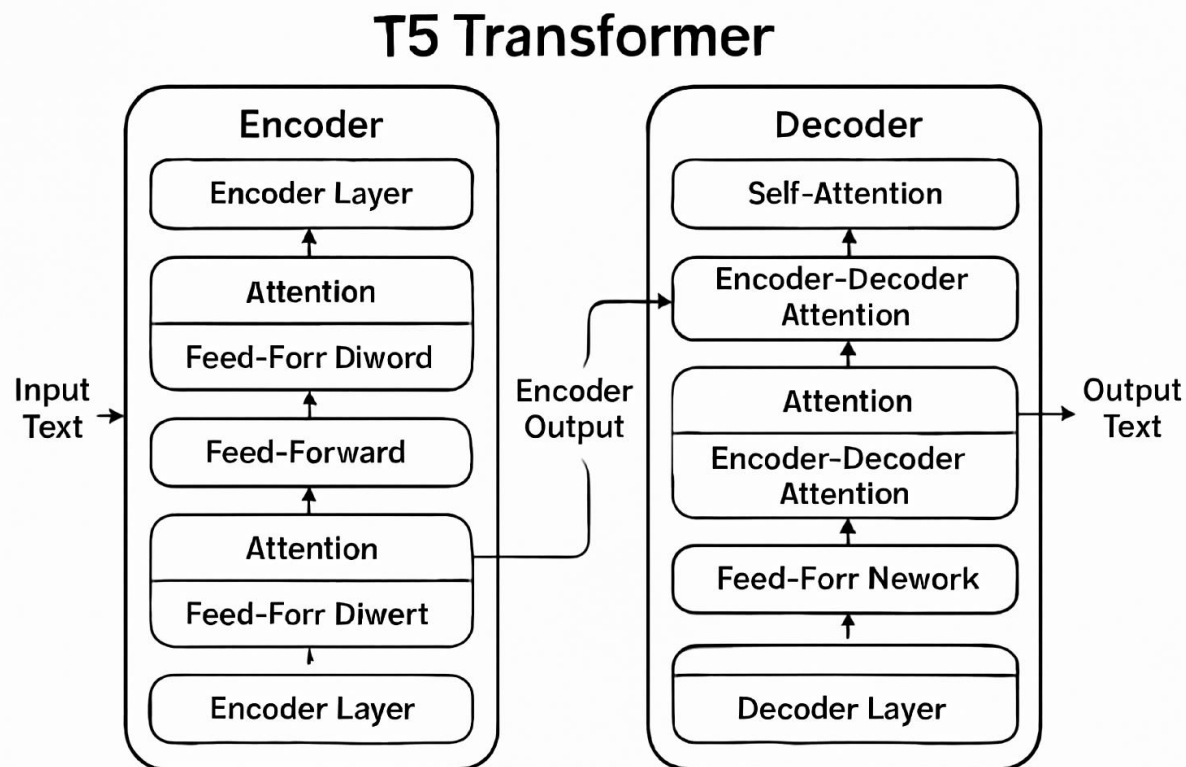 T5 Transformer
Encoder
Encoder Layer
Attention
Feed-Forr Diword
Feed-Forward
Attention
Feed-Forr Diwert
Encoder Layer
Input
Text
Encoder
Output
Decoder
Self-Attention
Encoder-Decoder
Attention
Attention
Encoder-Decoder
Attention
Feed-Forr Nework
Decoder Layer
Output
Text